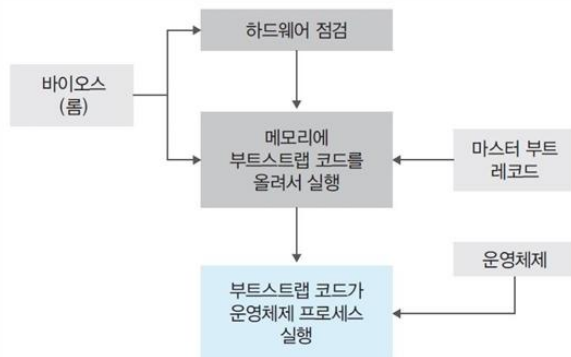 하드웨어 점검
바이오스
(롬)
메모리에
부트스트랩 코드를
올려서 실행
마스터 부트
레코드
운영체제
부트스트랩 코드가
운영체제 프로세스
실행